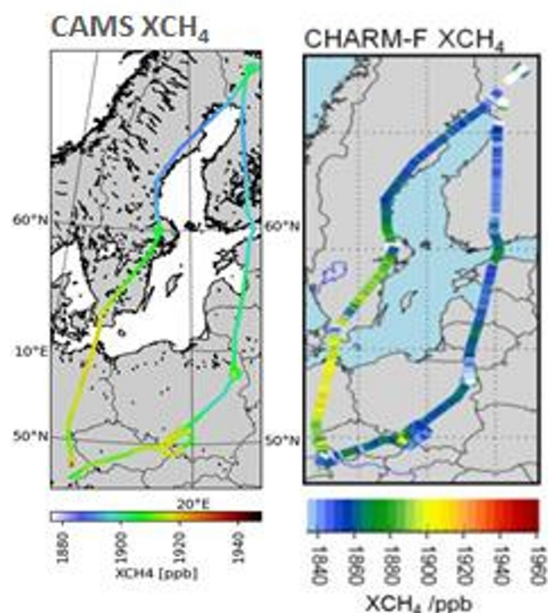 CAMS XCH4
60°N
10°E
50°N
20°E
1880
1900
1920
1940
XCH4 [ppb]
CHARM-F XCH4
60°N
50°N
1840
1860
1880
1900
1920
1940
1960
XCH4 /ppb